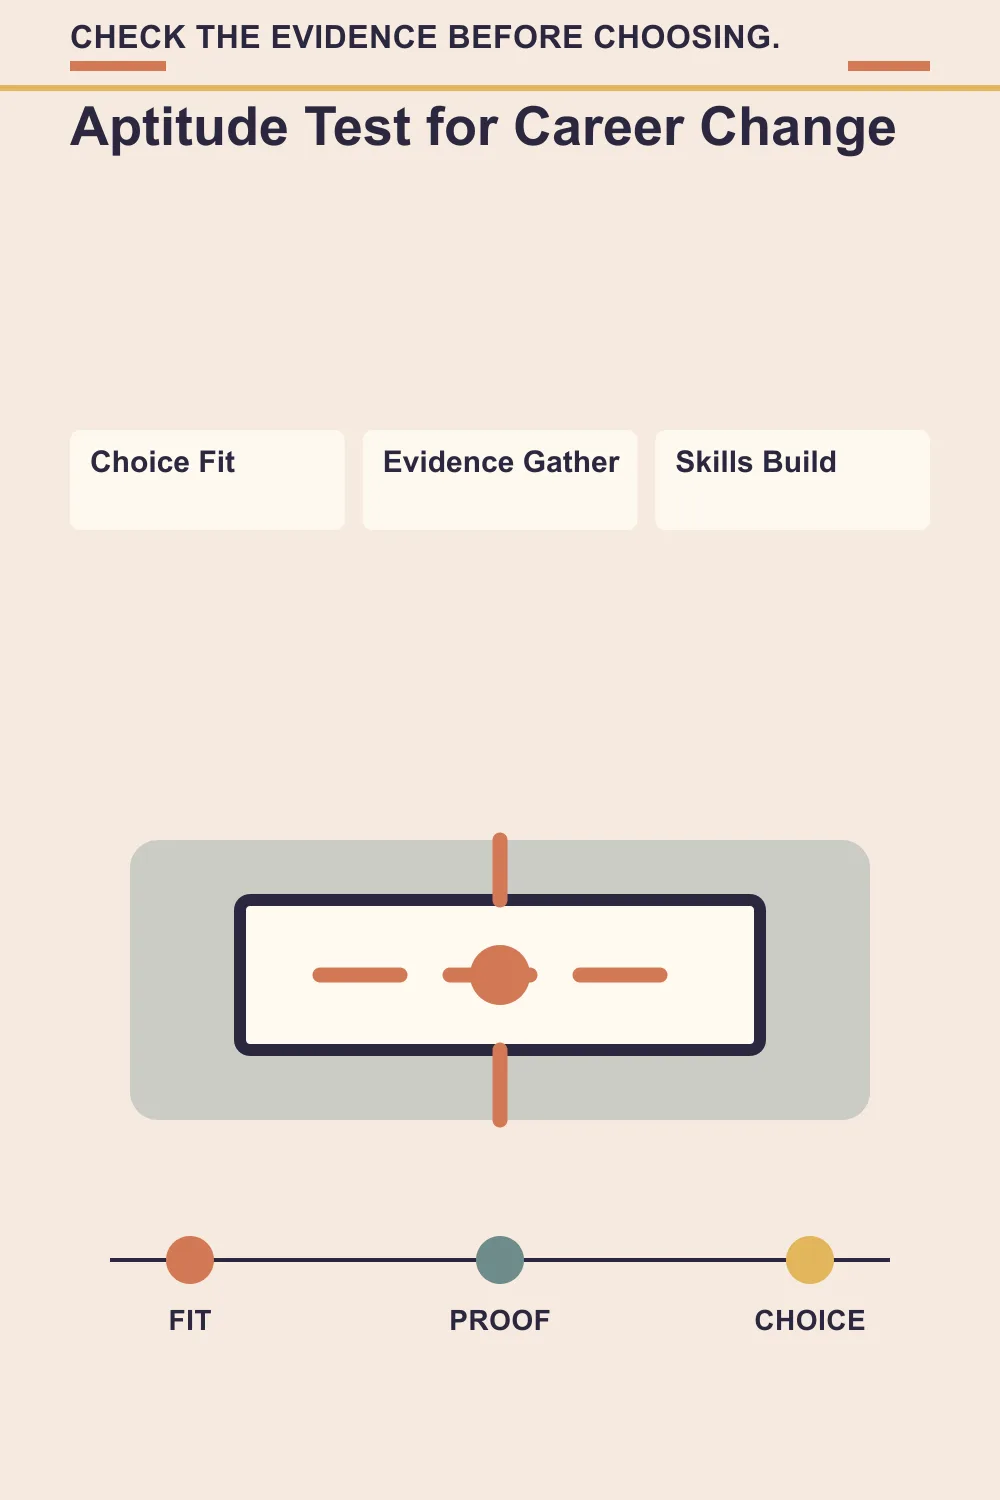 CHECK THE EVIDENCE BEFORE CHOOSING.
Aptitude Test for Career Change
Choice Fit
Evidence Gather
Skills Build
FIT
PROOF
CHOICE